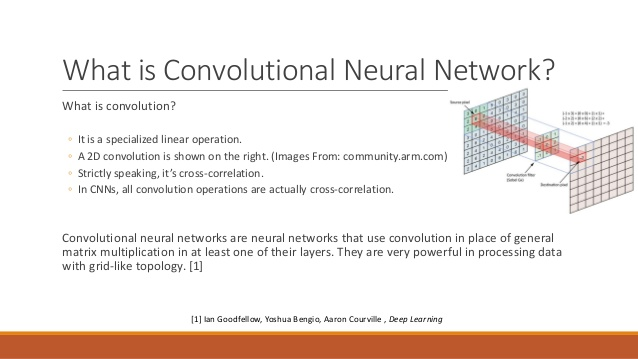 What is Convolutional Neural Network?
What is convolution?
◦ It is a specialized linear operation.
◦ A 2D convolution is shown on the right. (Images From: community.arm.com)
◦ Strictly speaking, it’s cross-correlation.
◦ In CNNs, all convolution operations are actually cross-correlation.
Source pixel
Convolution filter
(Sobel Gx)
Destination pixel
Convolutional neural networks are neural networks that use convolution in place of general
matrix multiplication in at least one of their layers. They are very powerful in processing data
with grid-like topology. [1]
[1] Ian Goodfellow, Yoshua Bengio, Aaron Courville , Deep Learning